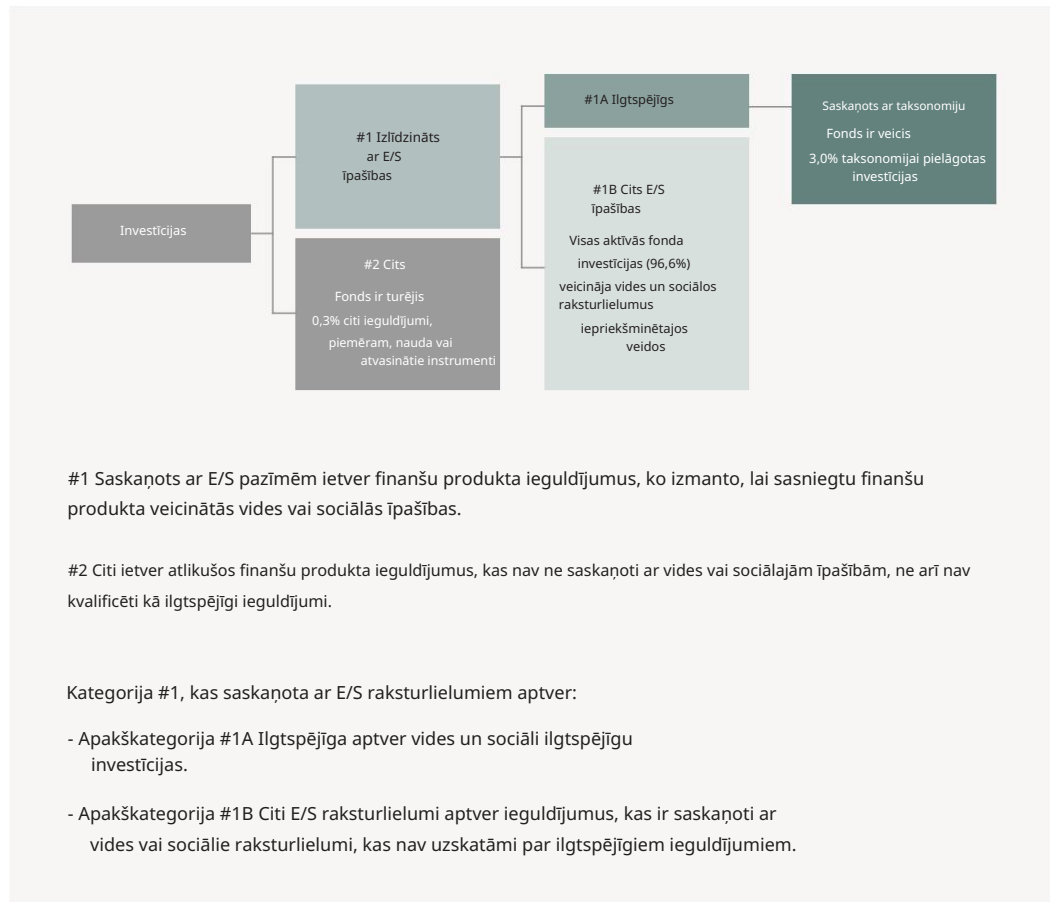 Investīcijas
#1 Izlīdzināts
ar E/S
īpašības
#2 Cits
Fonds ir turējis
0,3% citi ieguldījumi,
piemēram, nauda vai
atvasinātie instrumenti
#1A Ilgtspējīgs
#1B Cits E/S
īpašības
Visas aktīvās fonda
investīcijas (96,6%)
veicināja vides un sociālos
raksturlielumus
iepriekšminētajos
veidos
Saskaņots ar taksonomiju
Fonds ir veicis
3,0% taksonomijai pielāgotas
investīcijas
#1 Saskaņots ar E/S pazīmēm ietver finanšu produkta ieguldījumus, ko izmanto, lai sasniegtu finanšu
produkta veicinātās vides vai sociālās īpašības.
#2 Citi ietver atlikušos finanšu produkta ieguldījumus, kas nav ne saskaņoti ar vides vai sociālajām īpašībām, ne arī nav
kvalificēti kā ilgtspējīgi ieguldījumi.
Kategorija #1, kas saskaņota ar E/S raksturlielumiem aptver:
- Apakškategorija #1A Ilgtspējīga aptver vides un sociāli ilgtspējīgu
investīcijas.
- Apakškategorija #1B Citi E/S raksturlielumi aptver ieguldījumus, kas ir saskaņoti ar
vides vai sociālie raksturlielumi, kas nav uzskatāmi par ilgtspējīgiem ieguldījumiem.